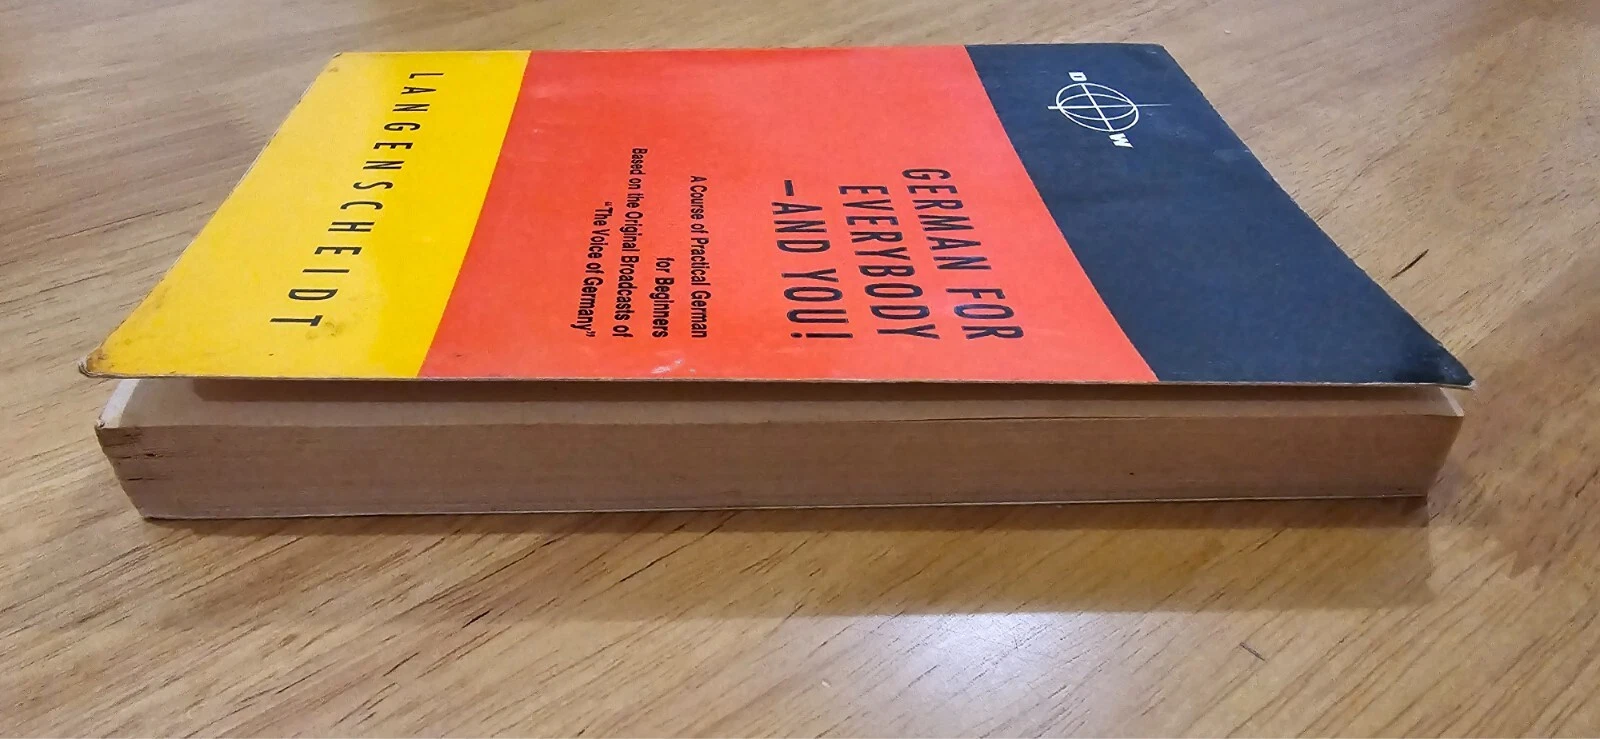 D W
GERMAN FOR
EVERYBODY
—AND YOU!
A Course of Practical German
for Beginners
Based on the Original Broadcasts of
“The Voice of Germany”
LANGENSCHEIDT